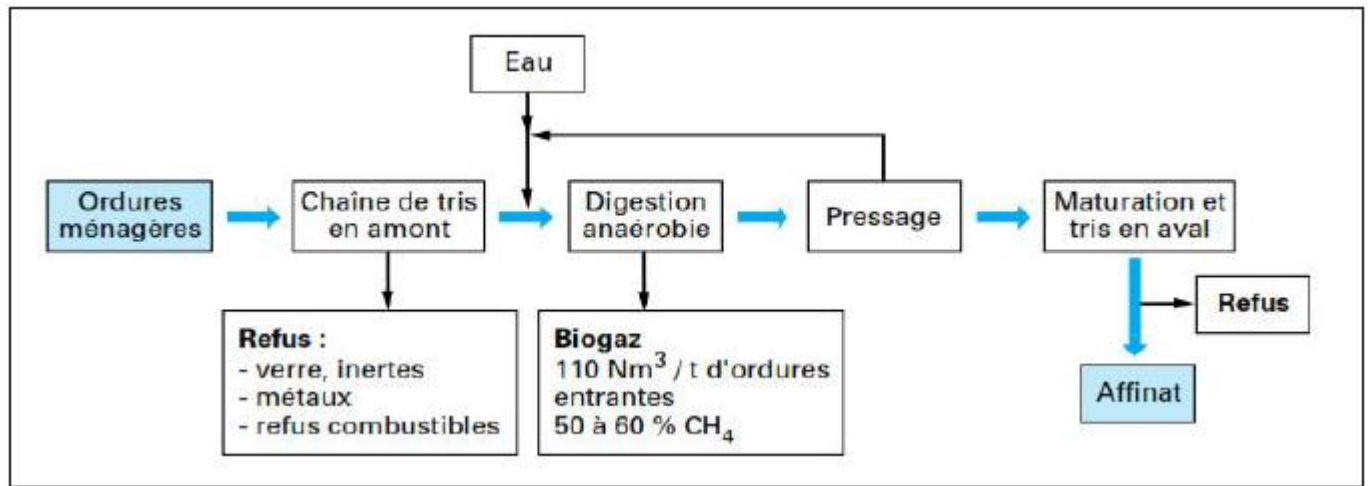 Eau
Ordures
ménagères
Chaîne de tris
en amont
Digestion
anaérobie
Pressage
Maturation et
tris en aval
Refus :
- verre, inertes
- métaux
- refus combustibles
Biogaz
110 Nm³ / t d'ordures
entrantes
50 à 60 % CH₄
Refus
Affinat